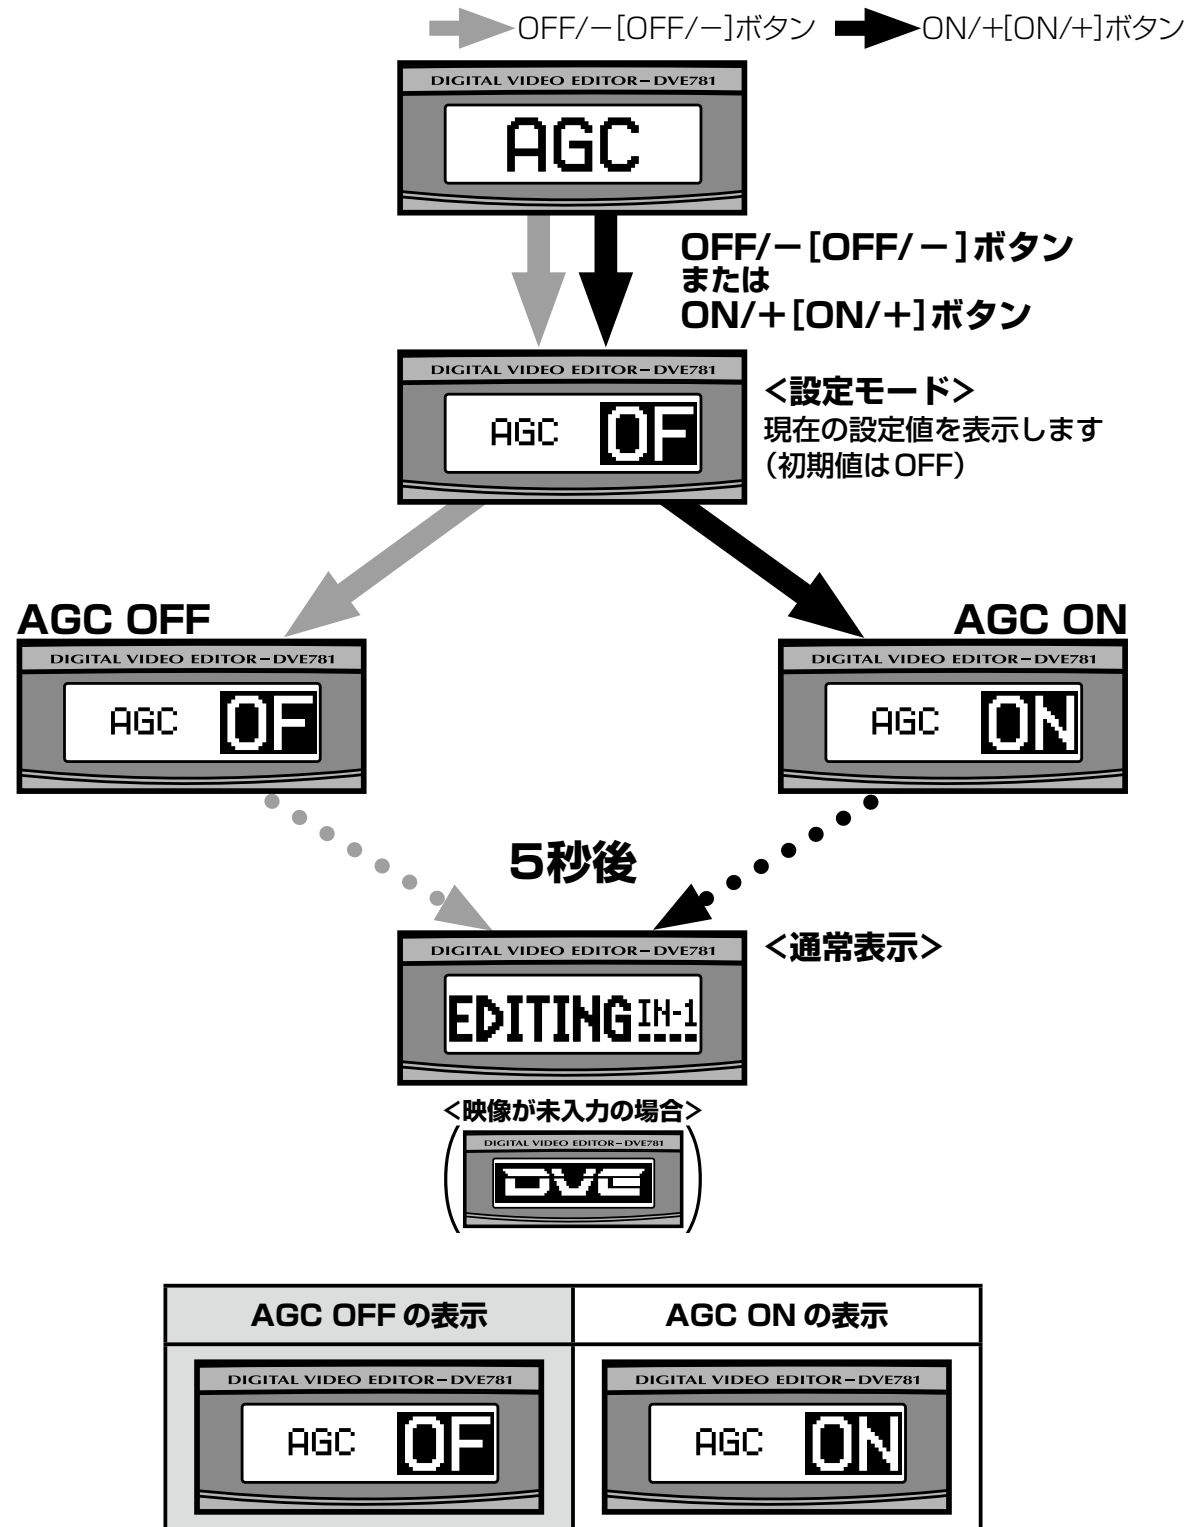 OFF/－[OFF/－]ボタン ON/＋[ON/＋]ボタン
DIGITAL VIDEO EDITOR－DVE781
AGC
OFF/－[OFF/－]ボタン
または
ON/＋[ON/＋]ボタン
DIGITAL VIDEO EDITOR－DVE781
AGC OF
＜設定モード＞
現在の設定値を表示します
（初期値はOFF）
AGC OFF
DIGITAL VIDEO EDITOR－DVE781
AGC OF
AGC ON
DIGITAL VIDEO EDITOR－DVE781
AGC ON
5秒後
DIGITAL VIDEO EDITOR－DVE781
EDITING IN-1
＜通常表示＞
＜映像が未入力の場合＞
DIGITAL VIDEO EDITOR－DVE781
DVE
AGC OFF の表示
AGC ON の表示
DIGITAL VIDEO EDITOR－DVE781
AGC OF
DIGITAL VIDEO EDITOR－DVE781
AGC ON